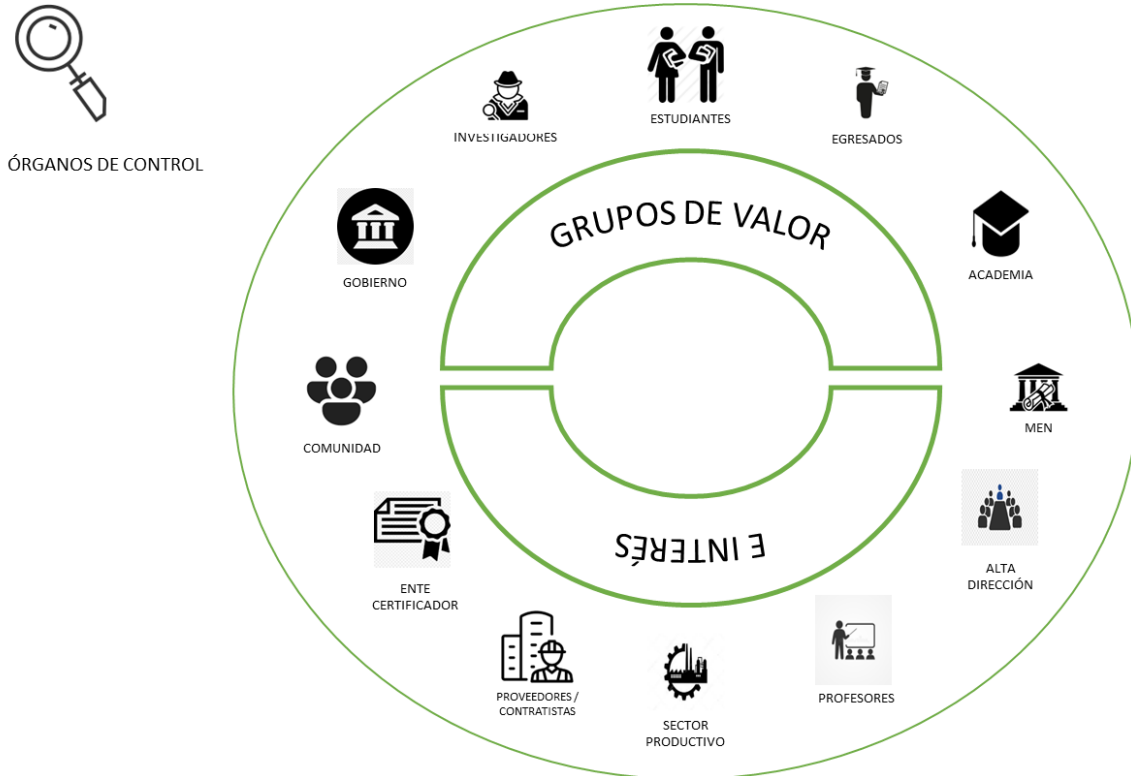 ESTUDIANTES
INVESTIGADORES
EGRESADOS
ÓRGANOS DE CONTROL
GRUPOS DE VALOR
GOBIERNO
ACADEMIA
COMUNIDAD
MEN
E INTERÉS
ENTE
CERTIFICADOR
ALTA
DIRECCIÓN
PROVEEDORES /
CONTRATISTAS
SECTOR
PRODUCTIVO
PROFESORES